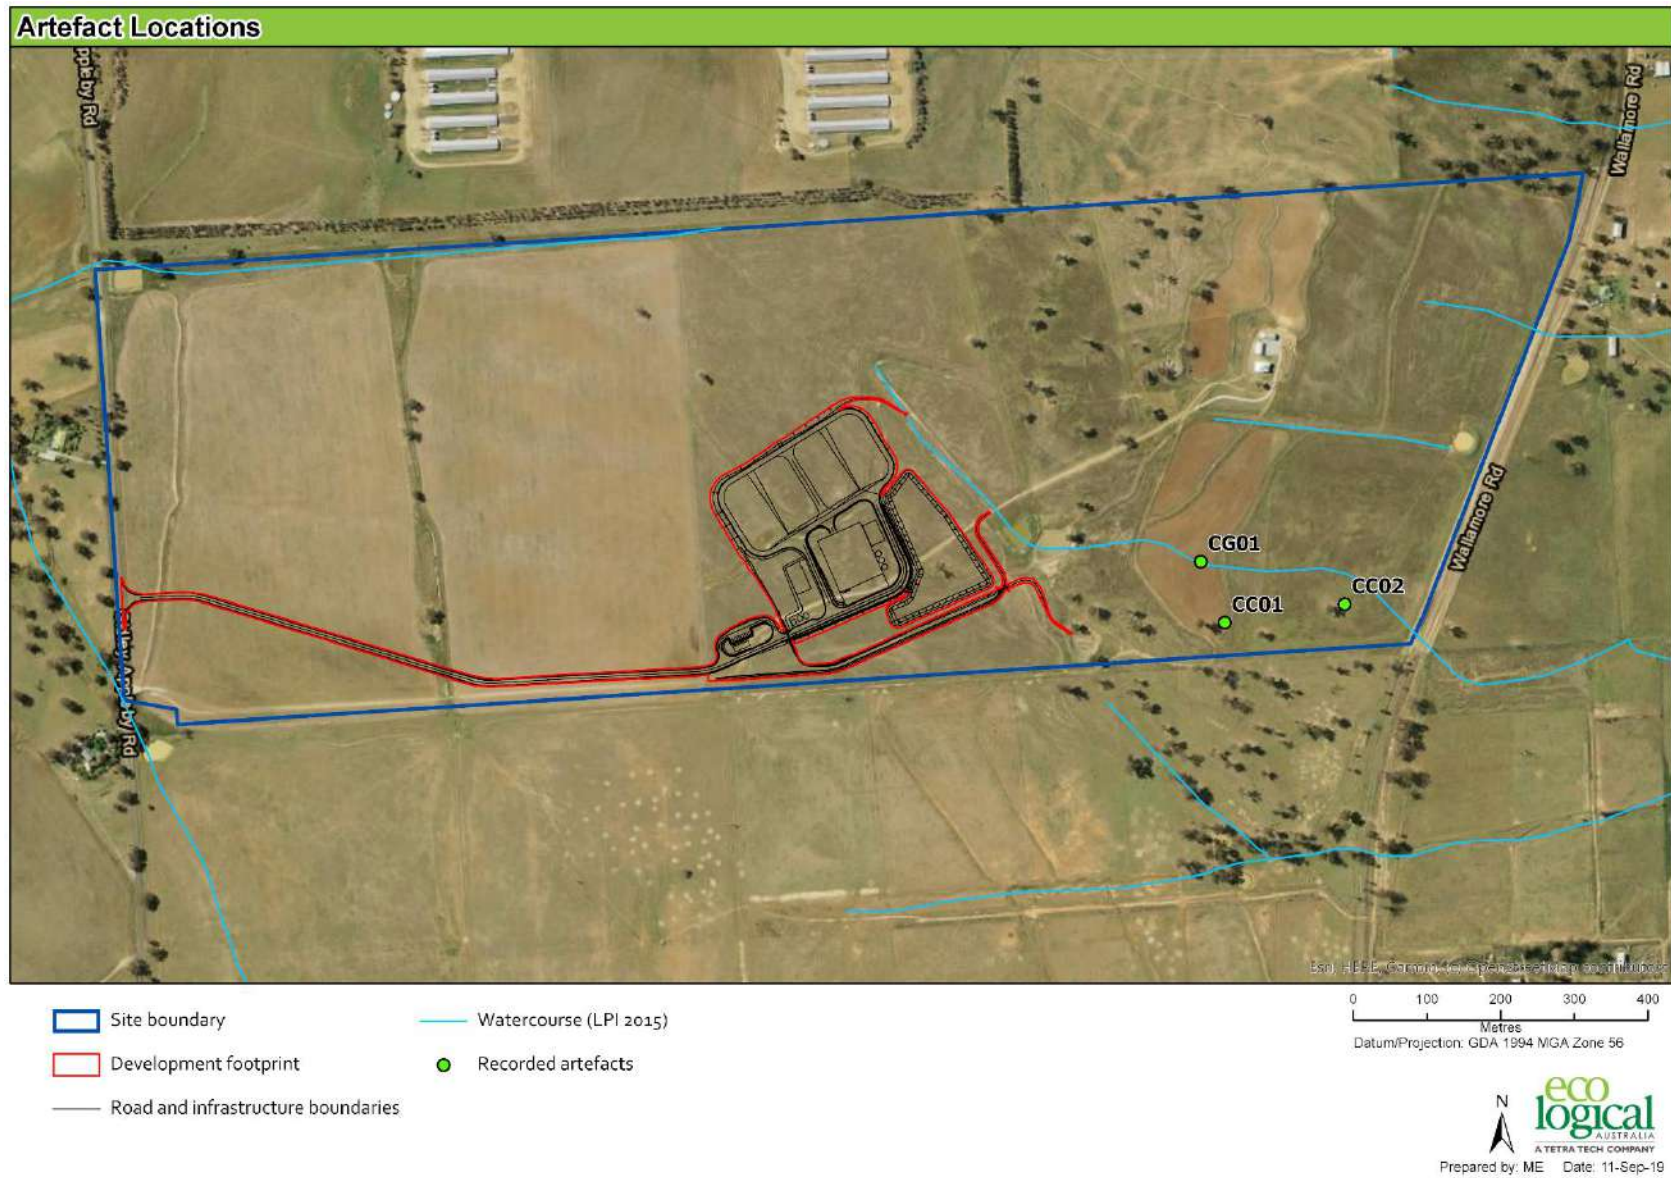 Artefact Locations
Wallamore Rd
CG01
CC02
CC01
Wallamore Rd
Appleby Rd
0 100 200 300 400
Metres
Datum/Projection: GDA 1994 MGA Zone 56
Site boundary
Watercourse (LPI 2015)
Development footprint
Recorded artefacts
Road and infrastructure boundaries
N
eco
logical
AUSTRALIA
A TETRA TECH COMPANY
Prepared by: ME Date: 11-Sep-19